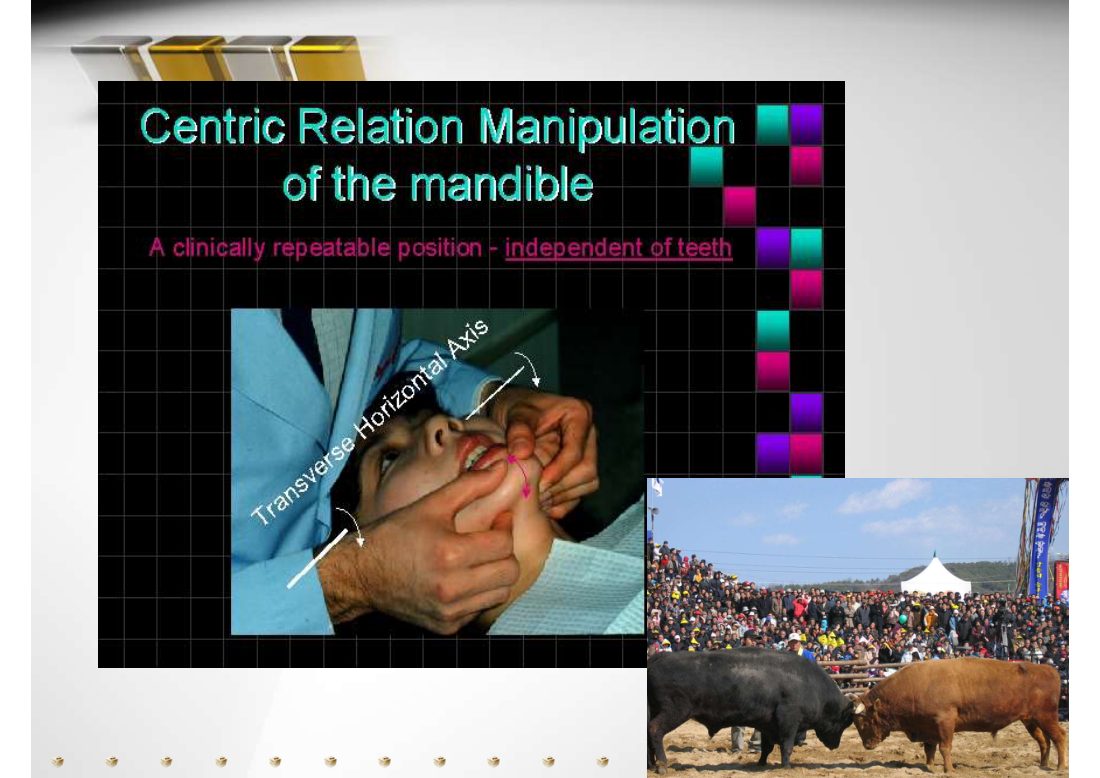 Centric Relation Manipulation
of the mandible
A clinically repeatable position - independent of teeth
Transverse Horizontal Axis